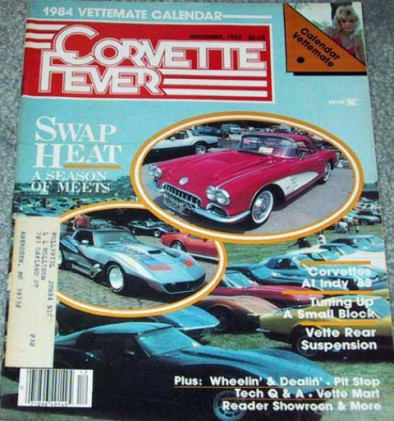 1984 VETTEMATE CALENDAR
Calendar
Vettemate
CORVETTE
FEVER
DECEMBER, 1983
SWAP
HEAT
A SEASON
OF MEETS
Corvettes
At Indy '83
Tuning Up
A Small Block
Vette Rear
Suspension
Plus: Wheelin' & Dealin' • Pit Stop
Tech Q & A • Vette Mart
Reader Showroom & More